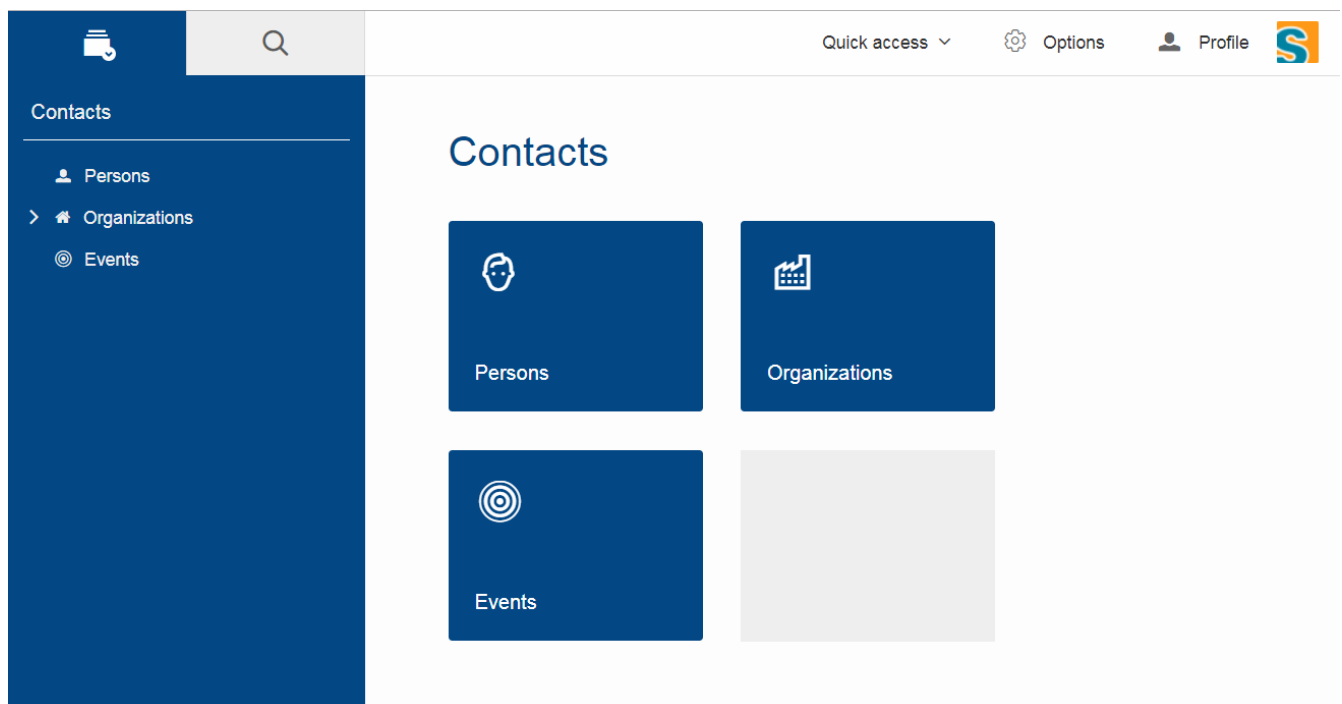 Quick access Options Profile
Contacts
Persons
Organizations
Events
Contacts
Persons Organizations
Events